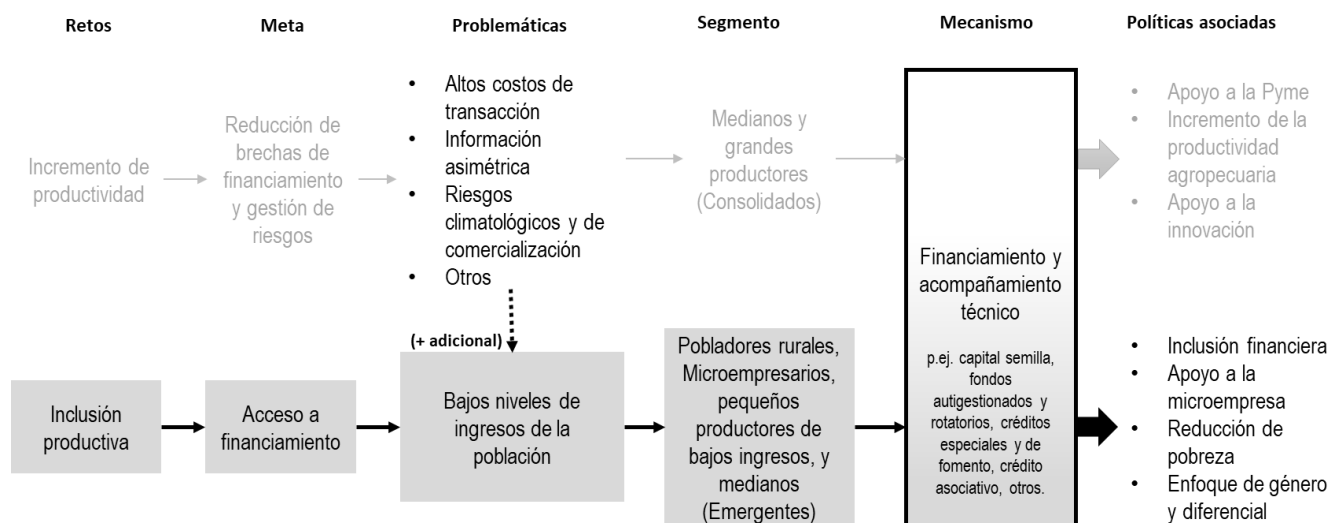 Retos
Meta
Problemáticas
Segmento
Mecanismo
Políticas asociadas
Incremento de
productividad
Reducción de
brechas de
financiamiento
y gestión de
riesgos
• Altos costos de
transacción
• Información
asimétrica
• Riesgos
climatológicos y de
comercialización
• Otros
Medianos y
grandes
productores
(Consolidados)
• Apoyo a la Pyme
• Incremento de la
productividad
agropecuaria
• Apoyo a la
innovación
Financiamiento y
acompañamiento
técnico
p.ej. capital semilla,
fondos
autigestionados y
rotatorios, créditos
especiales y de
fomento, crédito
asociativo, otros.
(+ adicional)
Inclusión
productiva
Acceso a
financiamiento
Bajos niveles de
ingresos de la
población
Pobladores rurales,
Microempresarios,
pequeños
productores de
bajos ingresos, y
medianos
(Emergentes)
• Inclusión financiera
• Apoyo a la
microempresa
• Reducción de
pobreza
• Enfoque de género
y diferencial